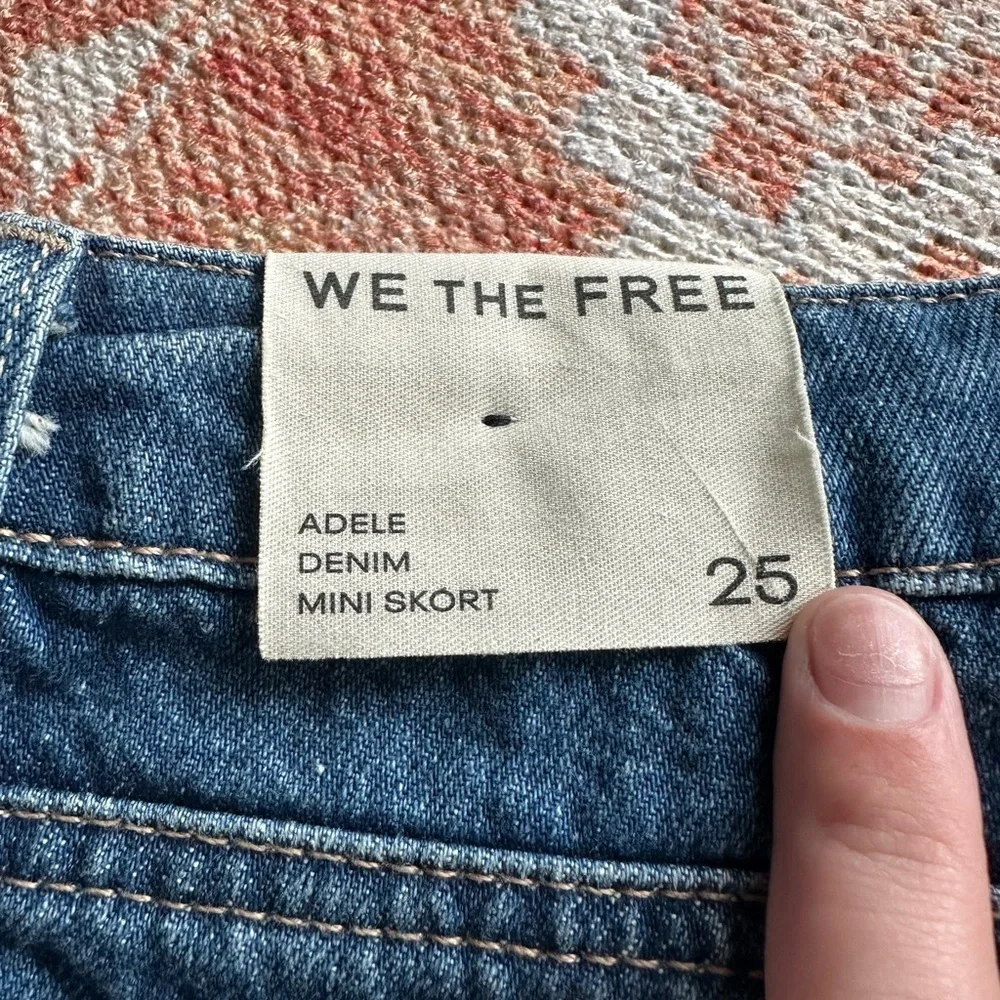 WE THE FREE
ADELE
DENIM
MINI SKORT
25